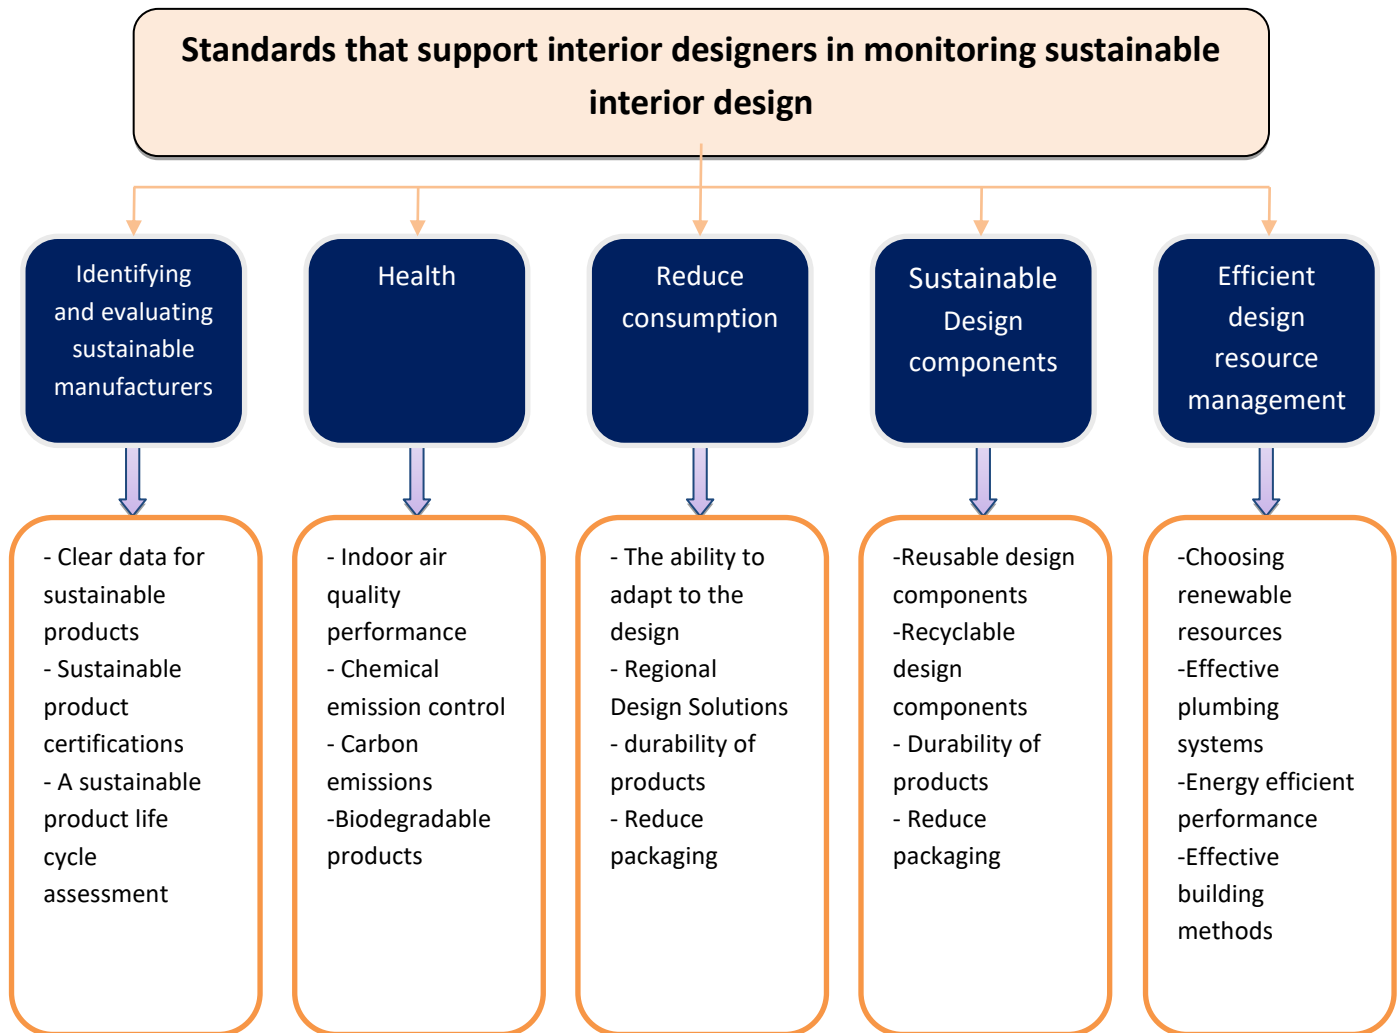 Standards that support interior designers in monitoring sustainable
interior design
Identifying
and evaluating
sustainable
manufacturers
Health
Reduce
consumption
Sustainable
Design
components
Efficient
design
resource
management
- Clear data for
sustainable
products
- Sustainable
product
certifications
- A sustainable
product life
cycle
assessment
- Indoor air
quality
performance
- Chemical
emission control
- Carbon
emissions
-Biodegradable
products
- The ability to
adapt to the
design
- Regional
Design Solutions
- durability of
products
- Reduce
packaging
-Reusable design
components
-Recyclable
design
components
- Durability of
products
- Reduce
packaging
-Choosing
renewable
resources
-Effective
plumbing
systems
-Energy efficient
performance
-Effective
building
methods